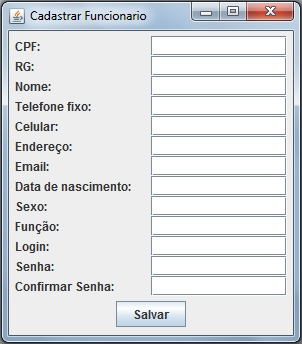 Cadastrar Funcionario
CPF:
RG:
Nome:
Telefone fixo:
Celular:
Endereço:
Email:
Data de nascimento:
Sexo:
Função:
Login:
Senha:
Confirmar Senha:
Salvar